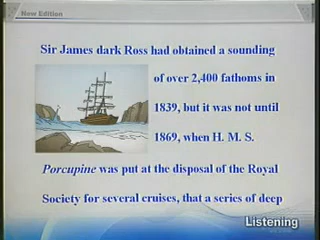 New Edition
Sir James dark Ross had obtained a sounding
of over 2,400 fathoms in
1839, but it was not until
1869, when H. M. S.
Porcupine was put at the disposal of the Royal
Society for several cruises, that a series of deep
Listening